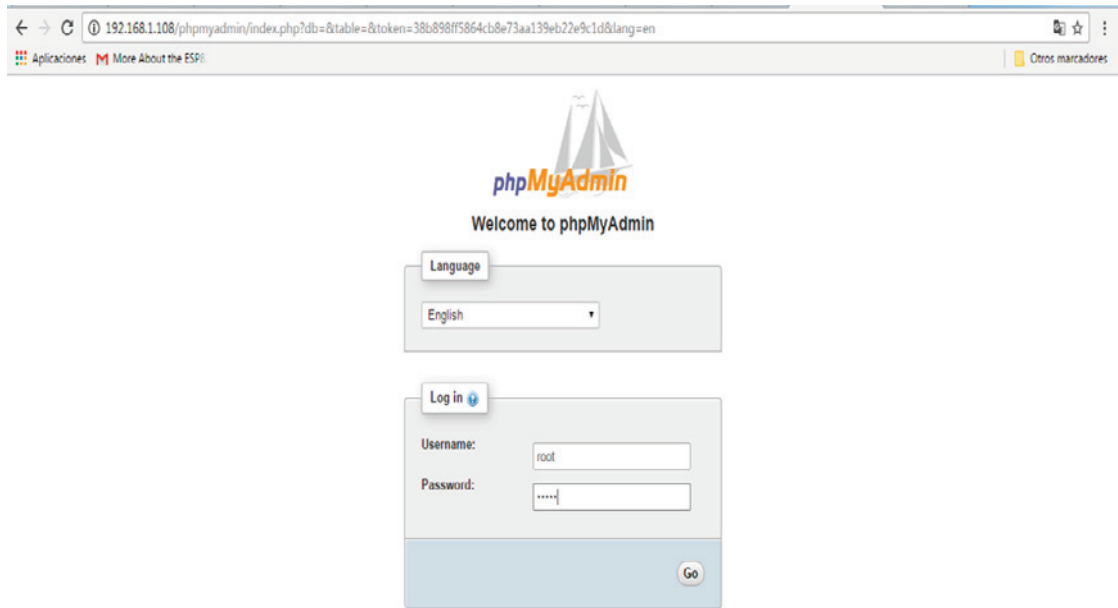 192.168.1.108/phpmyadmin/index.php?db=&table=&token=38b898ff5864cb8e73aa139eb22e9c1d&lang=en
Aplicaciones More About the ESP8 Otros marcadores
phpMyAdmin
Welcome to phpMyAdmin
Language
English
Log in
Username: root
Password: •••••
Go